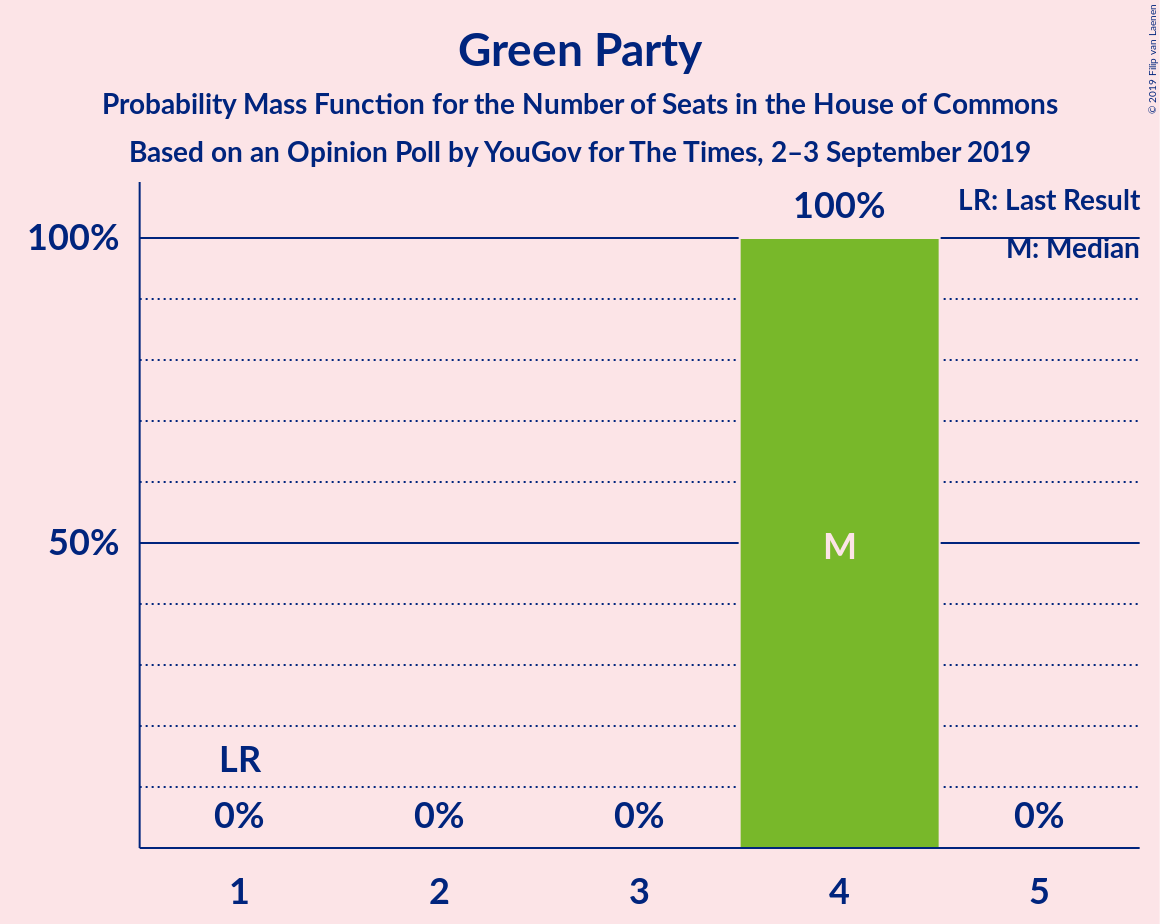 Green Party
Probability Mass Function for the Number of Seats in the House of Commons
Based on an Opinion Poll by YouGov for The Times, 2–3 September 2019
© 2019 Filip van Laenen
LR: Last Result
M: Median
100%
100%
50%
M
LR
0%
0%
0%
0%
1
2
3
4
5